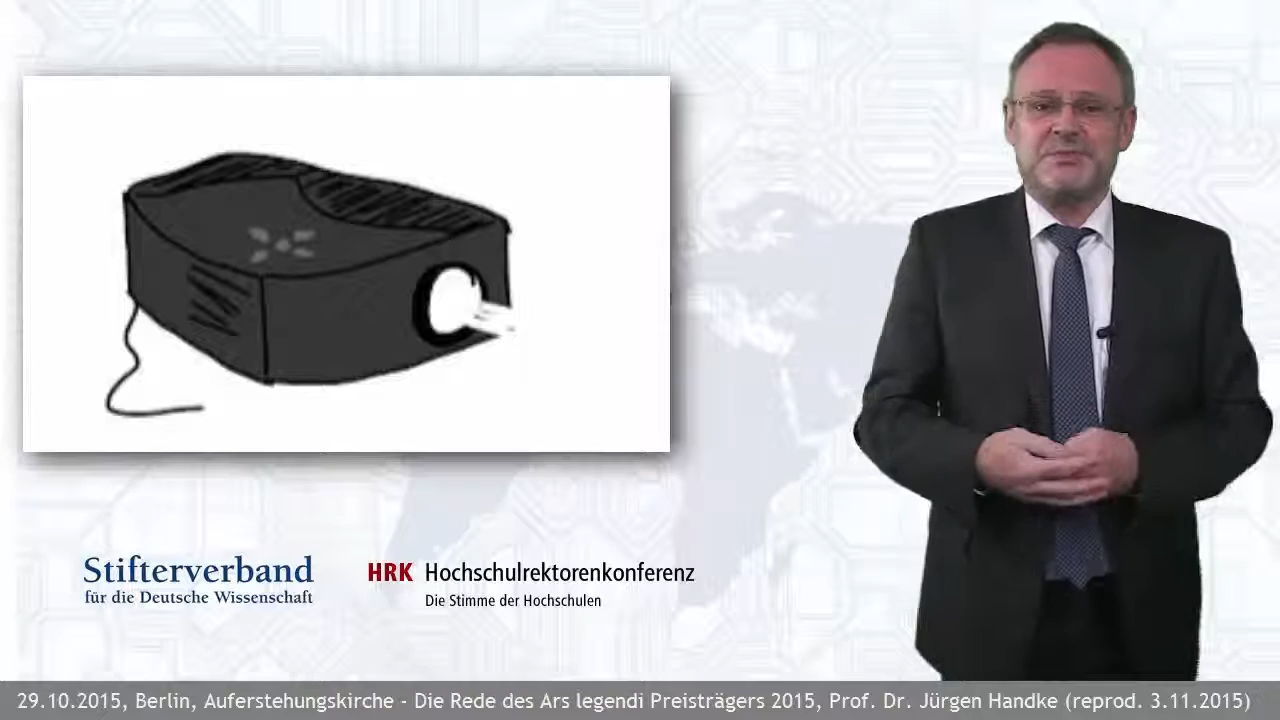 Stifterverband
für die Deutsche Wissenschaft
HRK Hochschulrektorenkonferenz
Die Stimme der Hochschulen
29.10.2015, Berlin, Auferstehungskirche - Die Rede des Ars legendi Preisträgers 2015, Prof. Dr. Jürgen Handke (reprod. 3.11.2015)